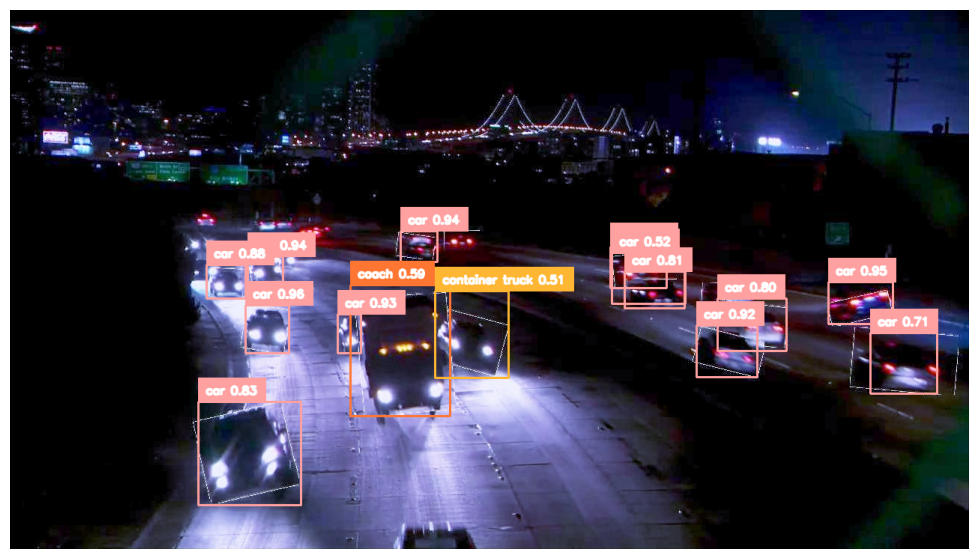 car 0.94
car 0.52
0.94
car 0.88
car 0.81
coach 0.59
container truck 0.51
car 0.95
car 0.80
car 0.96
car 0.93
car 0.92
car 0.71
car 0.83